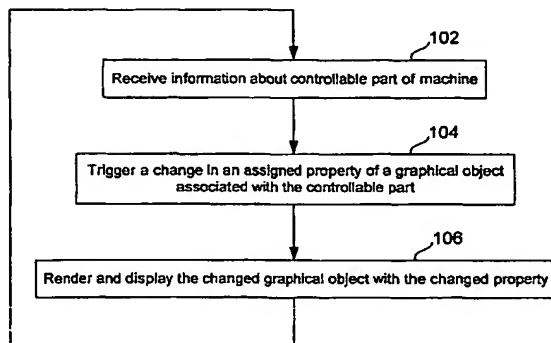 102
Receive information about controllable part of machine
104
Trigger a change in an assigned property of a graphical object
associated with the controllable part
106
Render and display the changed graphical object with the changed property